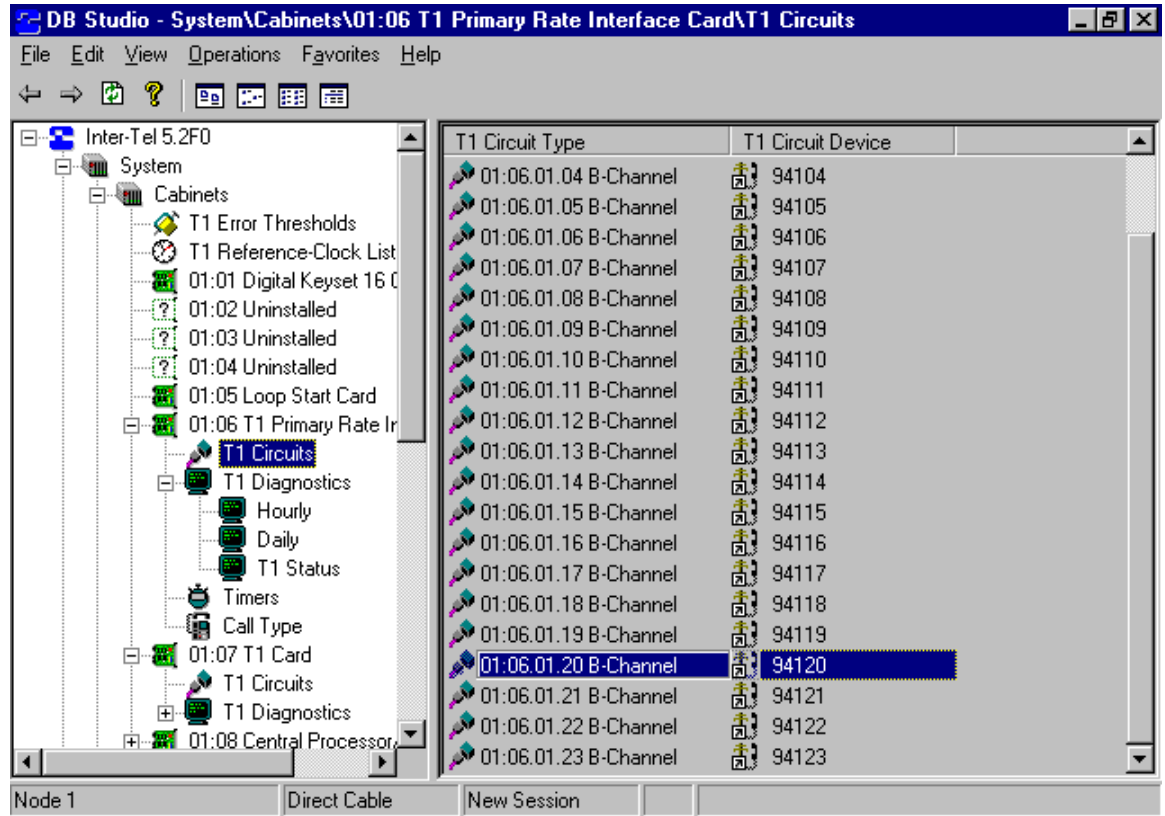 DB Studio - System\Cabinets\01:06 T1 Primary Rate Interface Card\T1 Circuits
File Edit View Operations Favorites Help
Inter-Tel 5.2F0
System
Cabinets
T1 Error Thresholds
T1 Reference-Clock List
01:01 Digital Keyset 16
01:02 Uninstalled
01:03 Uninstalled
01:04 Uninstalled
01:05 Loop Start Card
01:06 T1 Primary Rate
T1 Circuits
T1 Diagnostics
Hourly
Daily
T1 Status
Timers
Call Type
01:07 T1 Card
T1 Circuits
T1 Diagnostics
01:08 Central Processor
T1 Circuit Type T1 Circuit Device
01:06.01.04 B-Channel 94104
01:06.01.05 B-Channel 94105
01:06.01.06 B-Channel 94106
01:06.01.07 B-Channel 94107
01:06.01.08 B-Channel 94108
01:06.01.09 B-Channel 94109
01:06.01.10 B-Channel 94110
01:06.01.11 B-Channel 94111
01:06.01.12 B-Channel 94112
01:06.01.13 B-Channel 94113
01:06.01.14 B-Channel 94114
01:06.01.15 B-Channel 94115
01:06.01.16 B-Channel 94116
01:06.01.17 B-Channel 94117
01:06.01.18 B-Channel 94118
01:06.01.19 B-Channel 94119
01:06.01.20 B-Channel 94120
01:06.01.21 B-Channel 94121
01:06.01.22 B-Channel 94122
01:06.01.23 B-Channel 94123
Node 1 Direct Cable New Session